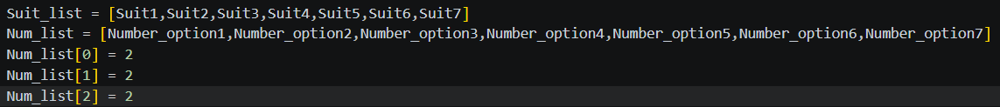 Suit_list = [Suit1,Suit2,Suit3,Suit4,Suit5,Suit6,Suit7]
Num_list = [Number_option1,Number_option2,Number_option3,Number_option4,Number_option5,Number_option6,Number_option7]
Num_list[0] = 2
Num_list[1] = 2
Num_list[2] = 2